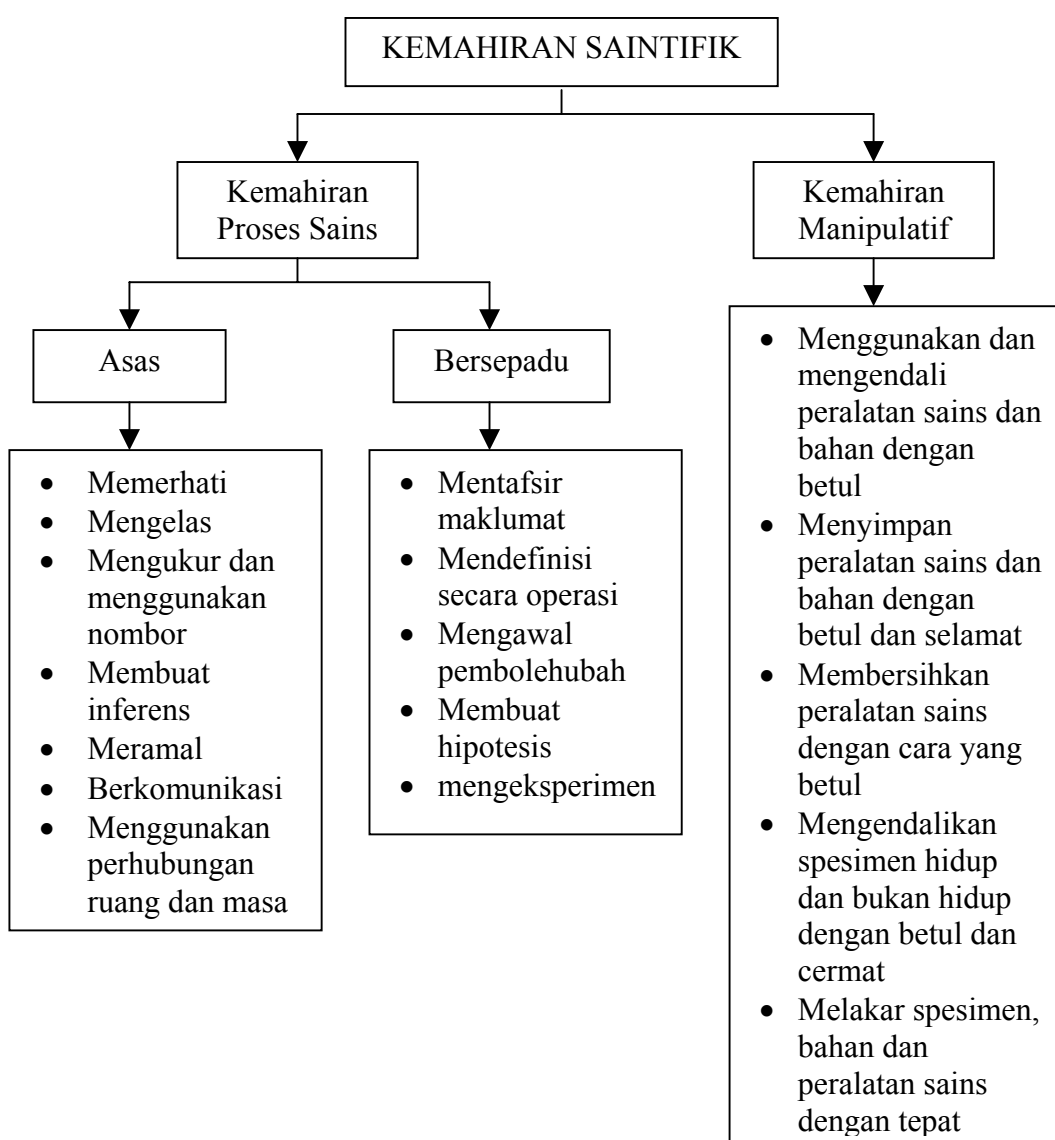 KEMAHIRAN SAINTIFIK
Kemahiran
Proses Sains
Kemahiran
Manipulatif
Asas
Bersepadu
• Memerhati
• Mengelas
• Mengukur dan
menggunakan
nombor
• Membuat
inferens
• Meramal
• Berkomunikasi
• Menggunakan
perhubungan
ruang dan masa
• Mentafsir
maklumat
• Mendefinisi
secara operasi
• Mengawal
pembolehubah
• Membuat
hipotesis
• mengeksperimen
• Menggunakan dan
mengendali
peralatan sains dan
bahan dengan
betul
• Menyimpan
peralatan sains dan
bahan dengan
betul dan selamat
• Membersihkan
peralatan sains
dengan cara yang
betul
• Mengendalikan
spesimen hidup
dan bukan hidup
dengan betul dan
cermat
• Melakar spesimen,
bahan dan
peralatan sains
dengan tepat